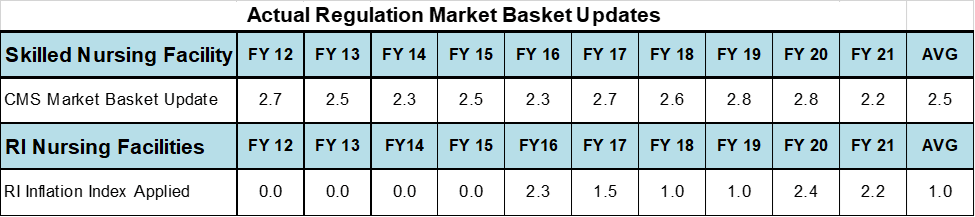 Actual Regulation Market Basket Updates
Skilled Nursing Facility FY 12 FY 13 FY 14 FY 15 FY 16 FY 17 FY 18 FY 19 FY 20 FY 21 AVG
CMS Market Basket Update 2.7 2.5 2.3 2.5 2.3 2.7 2.6 2.8 2.8 2.2 2.5
RI Nursing Facilities FY 12 FY 13 FY14 FY 15 FY16 FY 17 FY 18 FY 19 FY 20 FY 21 AVG
RI Inflation Index Applied 0.0 0.0 0.0 0.0 2.3 1.5 1.0 1.0 2.4 2.2 1.0